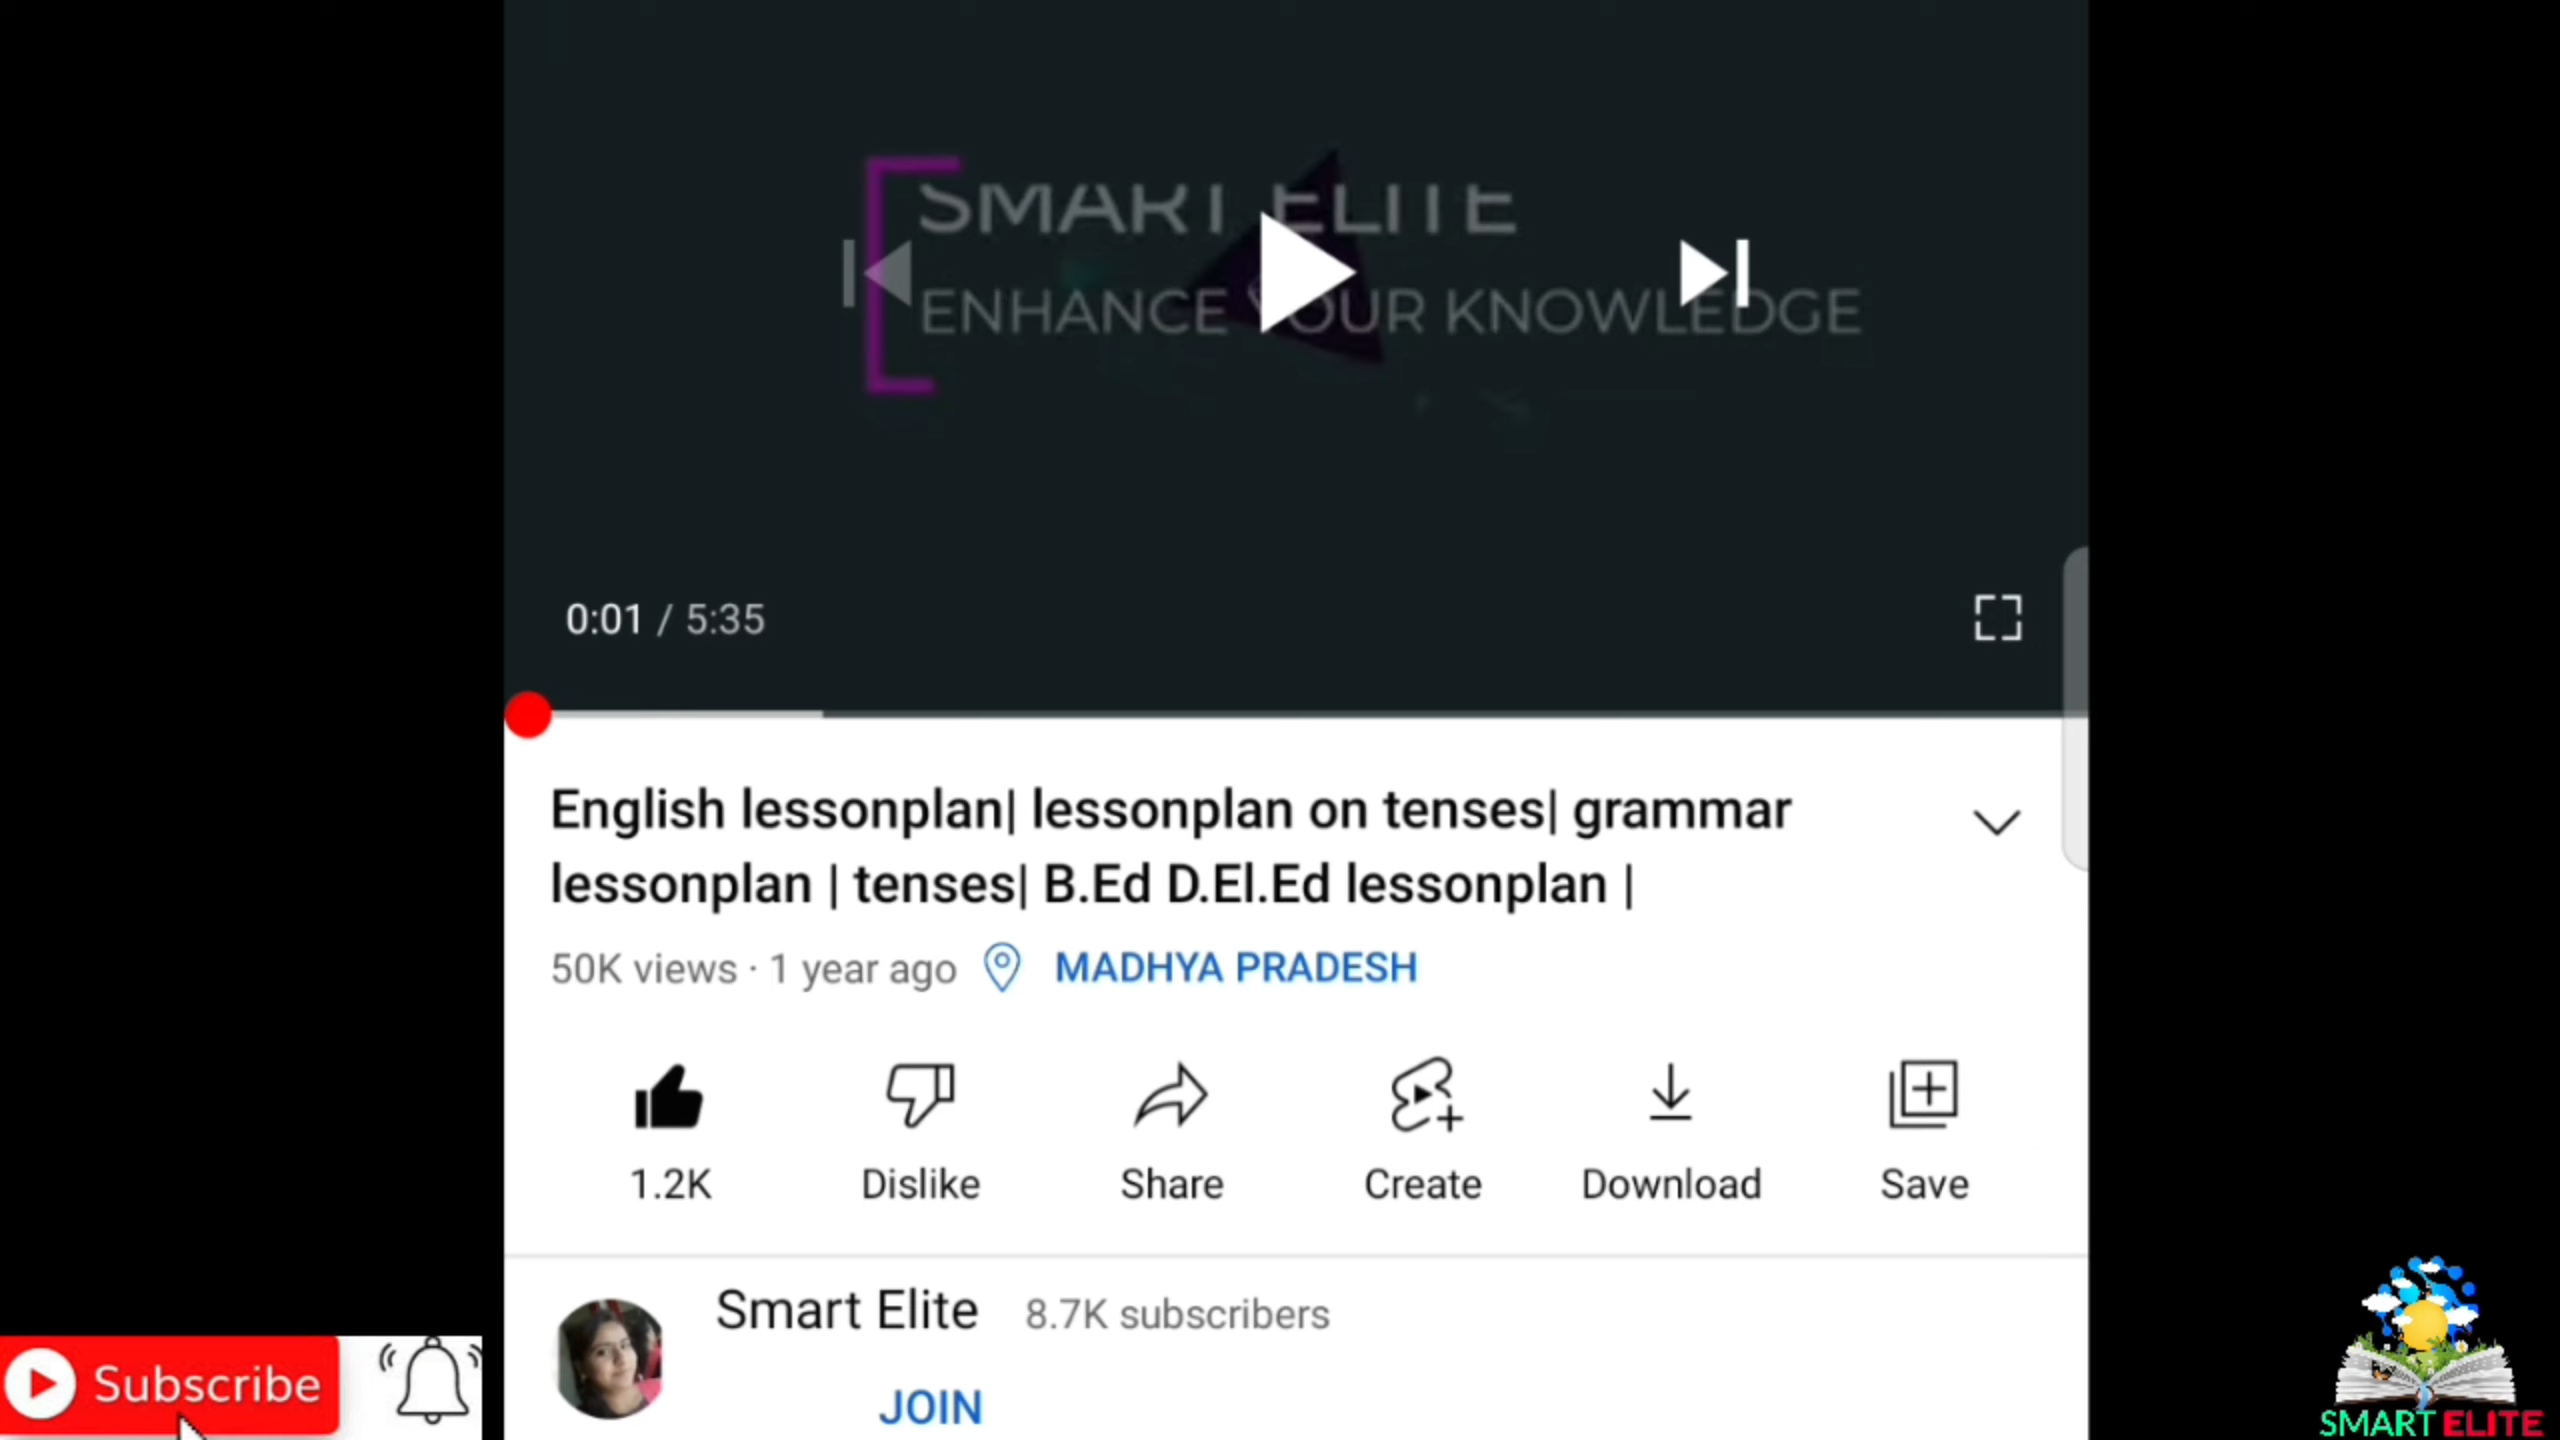 SMART ELITE
ENHANCE YOUR KNOWLEDGE
0:01 / 5:35
English lessonplan| lessonplan on tenses| grammar
lessonplan | tenses| B.Ed D.El.Ed lessonplan |
50K views · 1 year ago MADHYA PRADESH
1.2K Dislike Share Create Download Save
Smart Elite 8.7K subscribers
JOIN
Subscribe
SMART ELITE